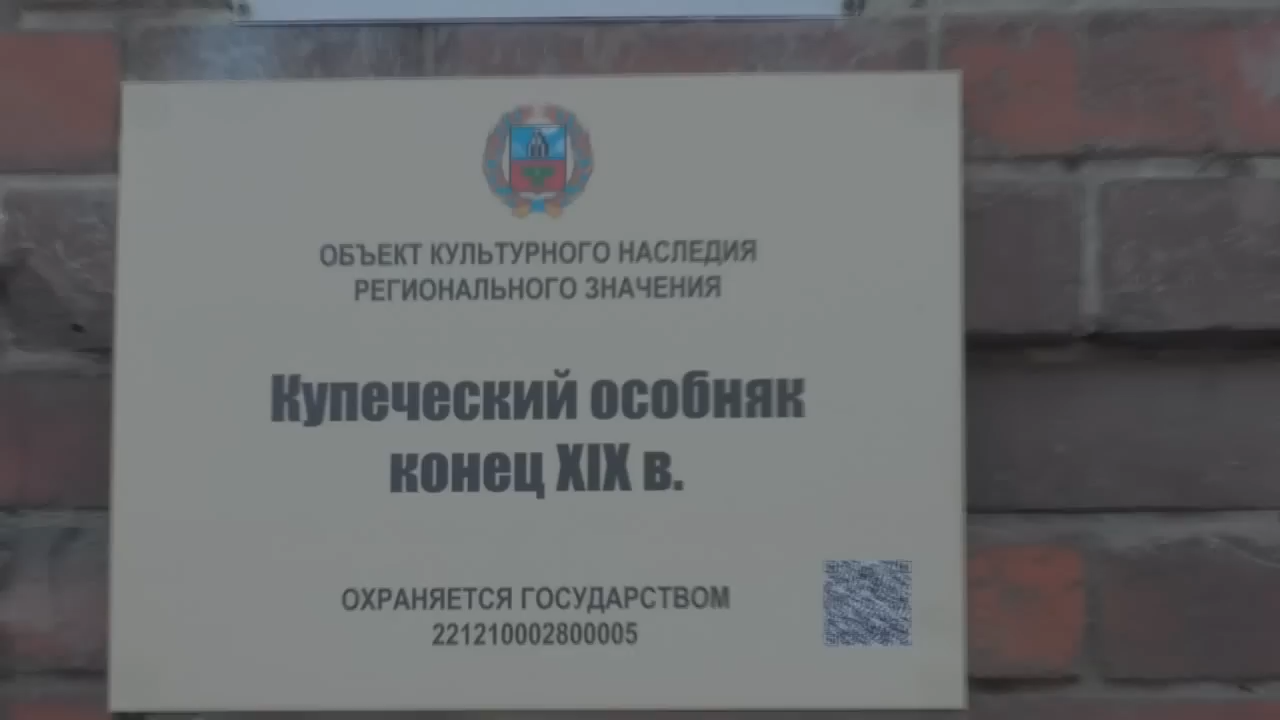 ОБЪЕКТ КУЛЬТУРНОГО НАСЛЕДИЯ
РЕГИОНАЛЬНОГО ЗНАЧЕНИЯ
Купеческий особняк
конец XIX в.
ОХРАНЯЕТСЯ ГОСУДАРСТВОМ
221210002800005